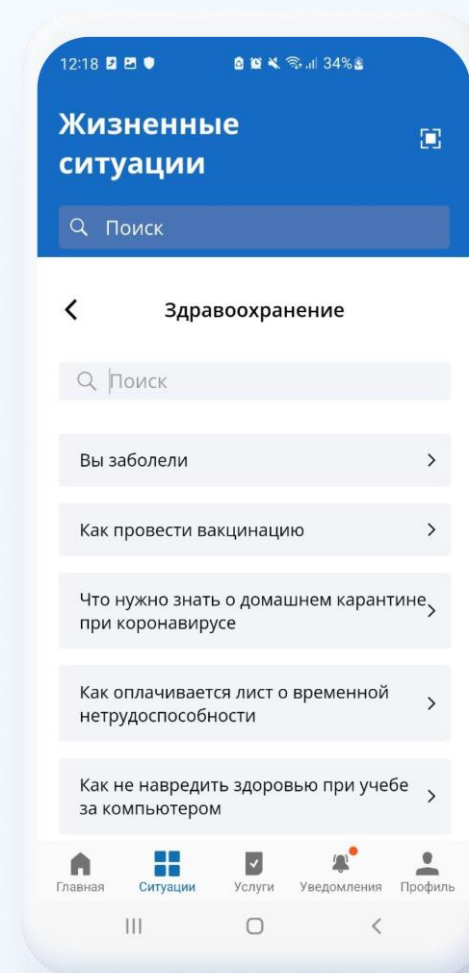 12:18 34%
Жизненные
ситуации
Поиск
Здравоохранение
Поиск
Вы заболели
Как провести вакцинацию
Что нужно знать о домашнем карантине
при коронавирусе
Как оплачивается лист о временной
нетрудоспособности
Как не навредить здоровью при учебе
за компьютером
Главная Ситуации Услуги Уведомления Профиль